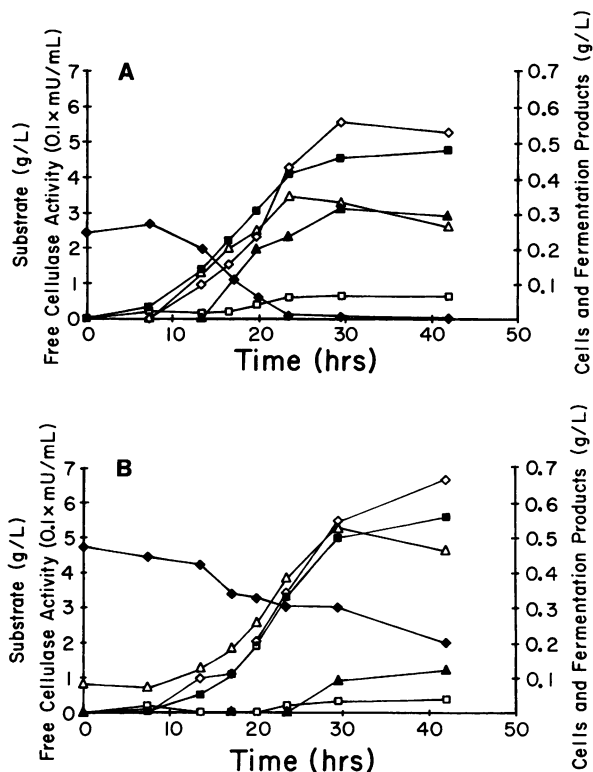 A
Substrate (g/L)
Free Cellulase Activity (0.1×mU/mL)
7
6
5
4
3
2
1
0
0.7
0.6
0.5
0.4
0.3
0.2
0.1
Cells and Fermentation Products (g/L)
0 10 20 30 40 50
Time (hrs)
B
Substrate (g/L)
Free Cellulase Activity (0.1×mU/mL)
7
6
5
4
3
2
1
0
0.7
0.6
0.5
0.4
0.3
0.2
0.1
Cells and Fermentation Products (g/L)
0 10 20 30 40 50
Time (hrs)